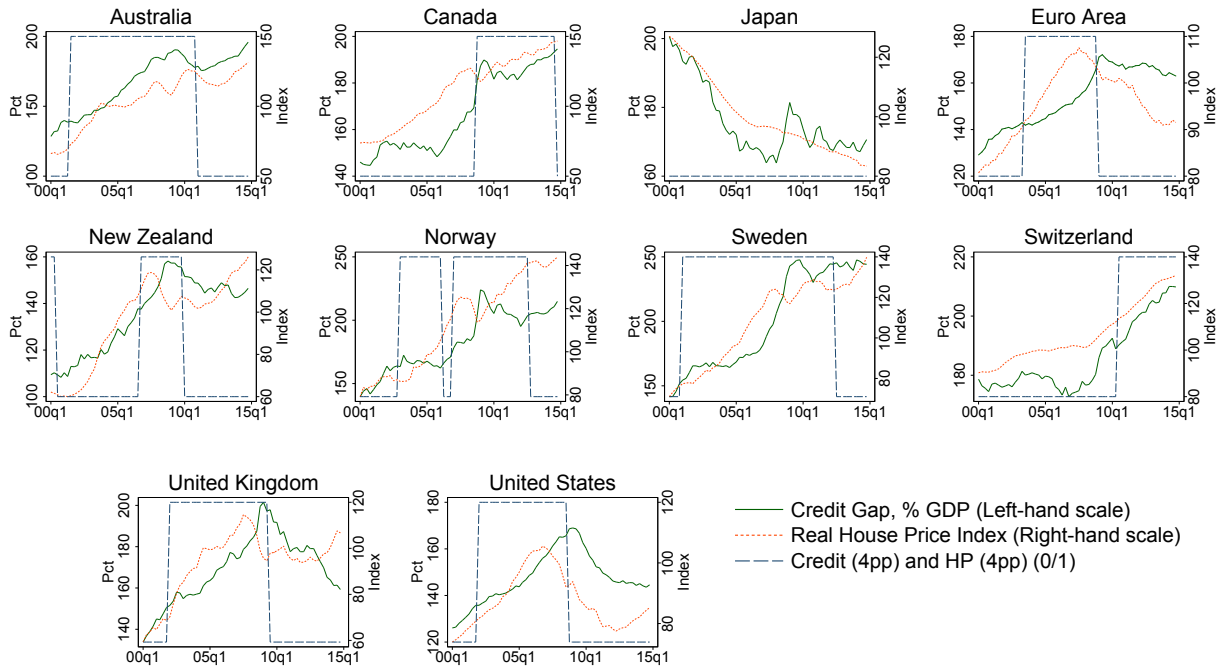 Australia
Canada
Japan
Euro Area
200
150
100
Pct
150
100
50
Index
00q1 05q1 10q1 15q1
200
180
160
140
Pct
150
100
50
Index
00q1 05q1 10q1 15q1
200
180
160
Pct
120
100
80
Index
00q1 05q1 10q1 15q1
180
160
140
120
Pct
110
100
90
80
Index
00q1 05q1 10q1 15q1
New Zealand
Norway
Sweden
Switzerland
160
140
120
100
Pct
120
100
80
60
Index
00q1 05q1 10q1 15q1
250
200
150
Pct
140
120
100
80
Index
00q1 05q1 10q1 15q1
250
200
150
Pct
140
120
100
80
Index
00q1 05q1 10q1 15q1
220
200
180
Pct
140
120
100
80
Index
00q1 05q1 10q1 15q1
United Kingdom
United States
200
180
160
140
Pct
120
100
80
60
Index
00q1 05q1 10q1 15q1
180
160
140
120
Pct
120
100
80
Index
00q1 05q1 10q1 15q1
Credit Gap, % GDP (Left-hand scale)
Real House Price Index (Right-hand scale)
Credit (4pp) and HP (4pp) (0/1)